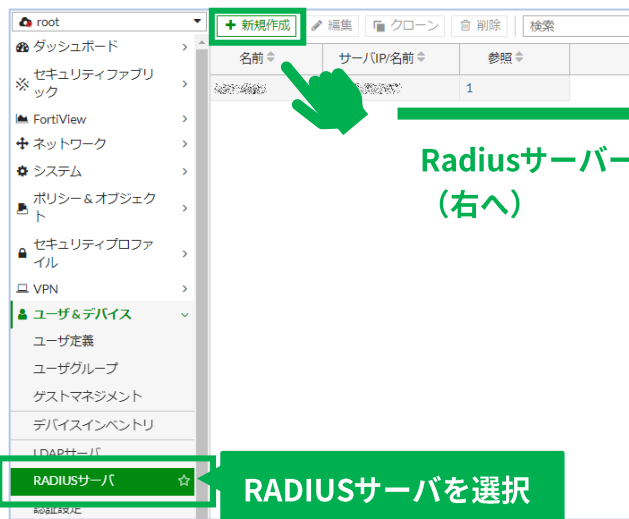 root
ダッシュボード
セキュリティファブリ
ック
FortiView
ネットワーク
システム
ポリシー＆オブジェク
ト
セキュリティプロファ
イル
VPN
ユーザ＆デバイス
ユーザ定義
ユーザグループ
ゲストマネジメント
デバイスインベントリ
LDAPサーバ
RADIUSサーバ
認証設定
新規作成 編集 クローン 削除 検索
名前 サーバIP/名前 参照
1
Radiusサーバー
（右へ）
RADIUSサーバを選択